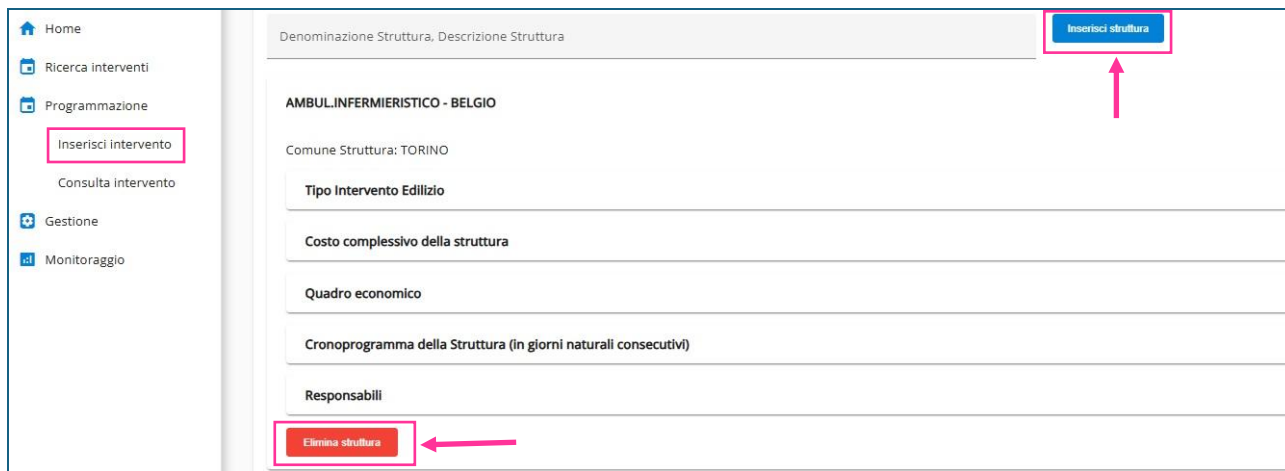 Home
Ricerca interventi
Programmazione
Inserisci intervento
Consulta intervento
Gestione
Monitoraggio
Denominazione Struttura, Descrizione Struttura
Inserisci struttura
AMBUL.INFERMIERISTICO - BELGIO
Comune Struttura: TORINO
Tipo Intervento Edilizio
Costo complessivo della struttura
Quadro economico
Cronoprogramma della Struttura (in giorni naturali consecutivi)
Responsabili
Elimina struttura